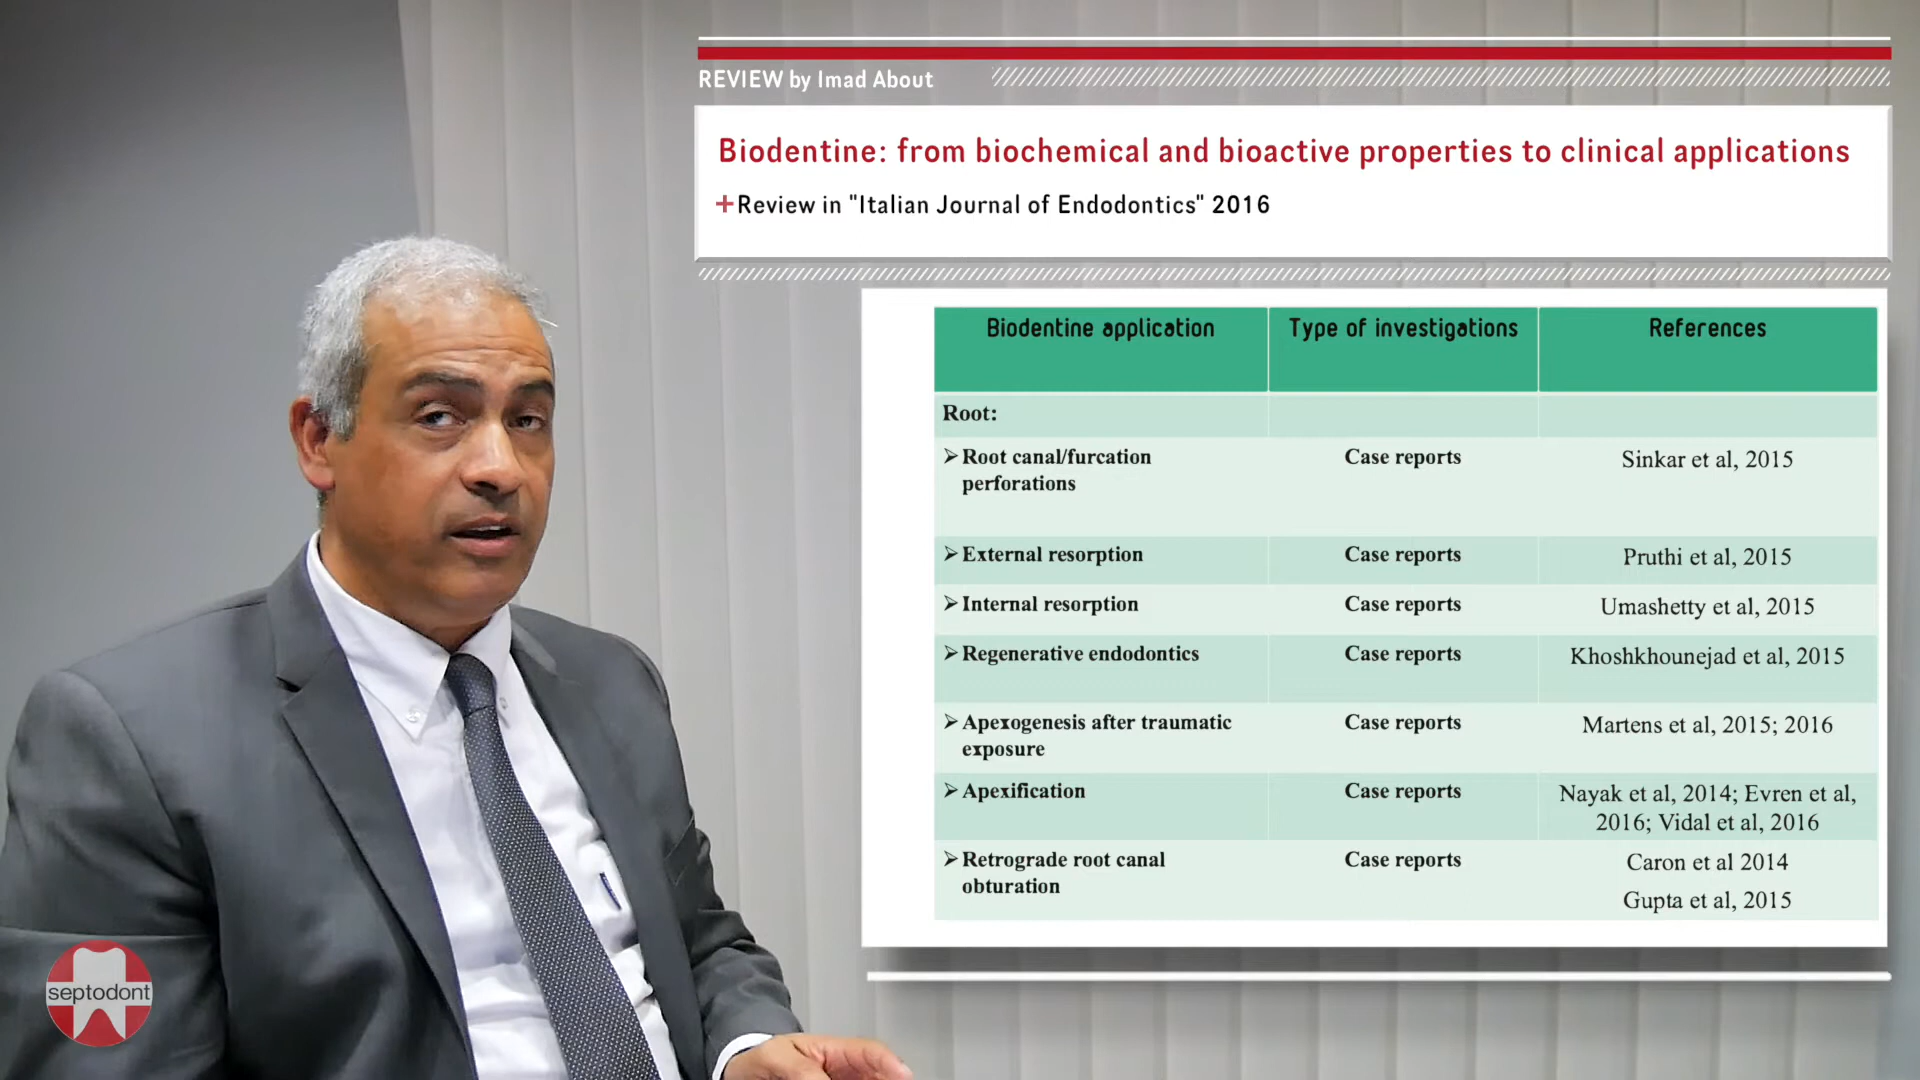 REVIEW by Imad About
Biodentine: from biochemical and bioactive properties to clinical applications
+Review in "Italian Journal of Endodontics" 2016
Biodentine application
Type of investigations
References
Root:
➢Root canal/furcation
perforations
Case reports
Sinkar et al, 2015
➢External resorption
Case reports
Pruthi et al, 2015
➢Internal resorption
Case reports
Umashetty et al, 2015
➢Regenerative endodontics
Case reports
Khoshkhounejad et al, 2015
➢Apexogenesis after traumatic
exposure
Case reports
Martens et al, 2015; 2016
➢Apexification
Case reports
Nayak et al, 2014; Evren et al,
2016; Vidal et al, 2016
➢Retrograde root canal
obturation
Case reports
Caron et al 2014
Gupta et al, 2015
septodont